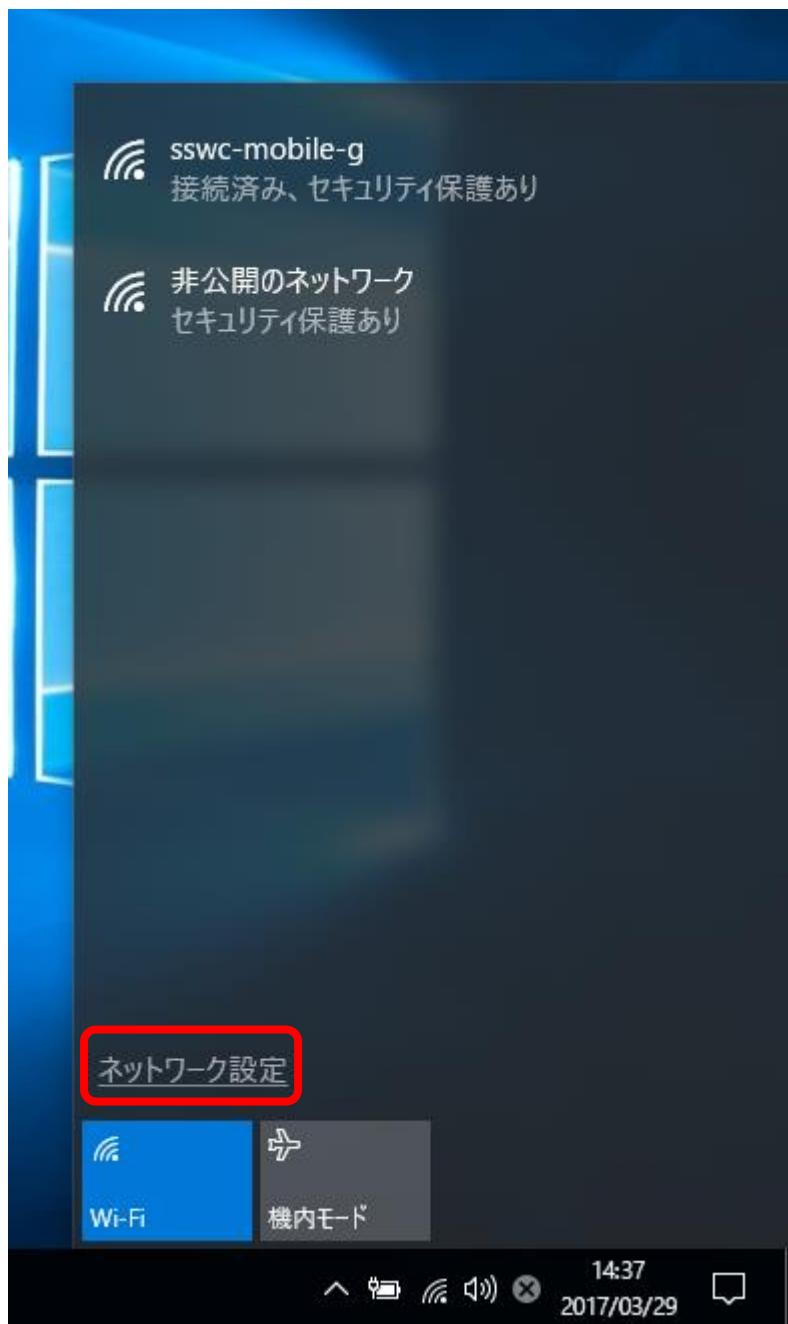 sswc-mobile-g
接続済み、セキュリティ保護あり
非公開のネットワーク
セキュリティ保護あり
ネットワーク設定
Wi-Fi
機内モード
14:37
2017/03/29